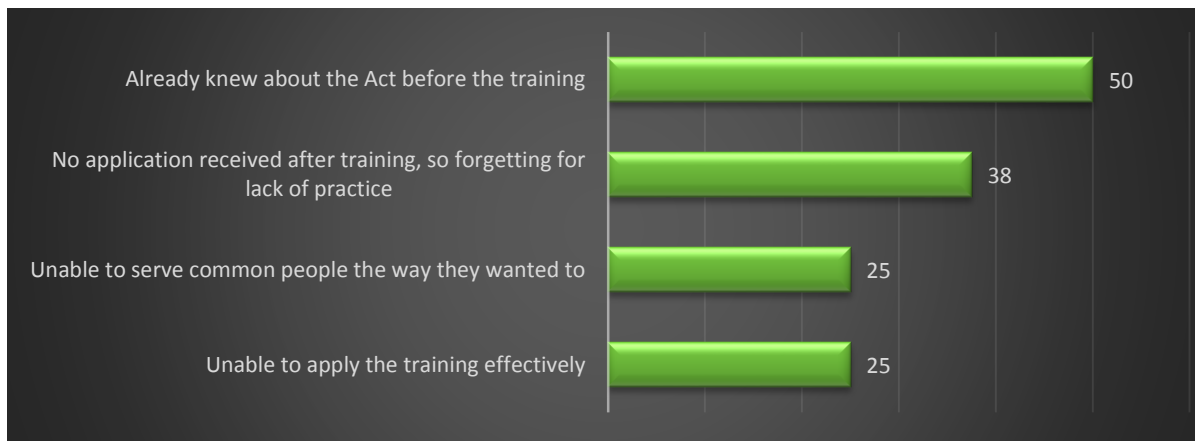 Already knew about the Act before the training
50
No application received after training, so forgetting for
lack of practice
38
Unable to serve common people the way they wanted to
25
Unable to apply the training effectively
25